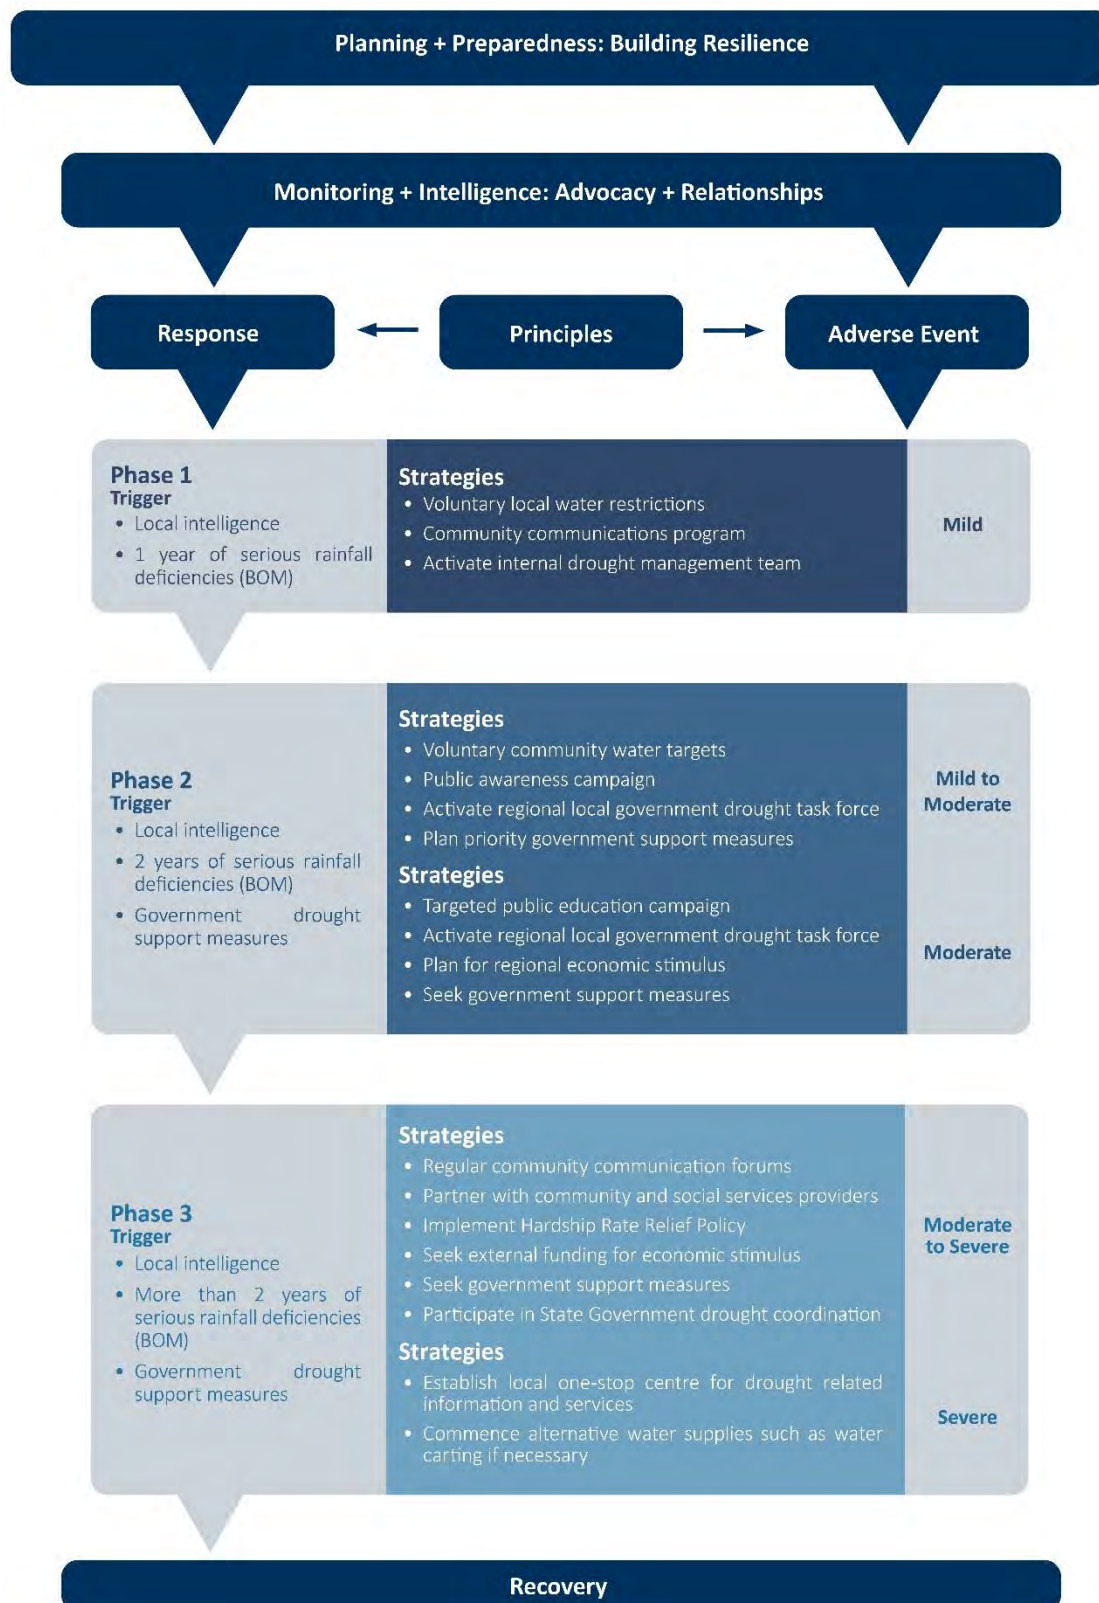 Planning + Preparedness: Building Resilience
Monitoring + Intelligence: Advocacy + Relationships
Response
Principles
Adverse Event
Phase 1
Trigger
• Local intelligence
• 1 year of serious rainfall
deficiencies (BOM)
Strategies
• Voluntary local water restrictions
• Community communications program
• Activate internal drought management team
Mild
Phase 2
Trigger
• Local intelligence
• 2 years of serious rainfall
deficiencies (BOM)
• Government drought
support measures
Strategies
• Voluntary community water targets
• Public awareness campaign
• Activate regional local government drought task force
• Plan priority government support measures
Mild to
Moderate
Strategies
• Targeted public education campaign
• Activate regional local government drought task force
• Plan for regional economic stimulus
• Seek government support measures
Moderate
Phase 3
Trigger
• Local intelligence
• More than 2 years of
serious rainfall deficiencies
(BOM)
• Government drought
support measures
Strategies
• Regular community communication forums
• Partner with community and social services providers
• Implement Hardship Rate Relief Policy
• Seek external funding for economic stimulus
• Seek government support measures
• Participate in State Government drought coordination
Moderate
to Severe
Strategies
• Establish local one-stop centre for drought related
information and services
• Commence alternative water supplies such as water
carting if necessary
Severe
Recovery